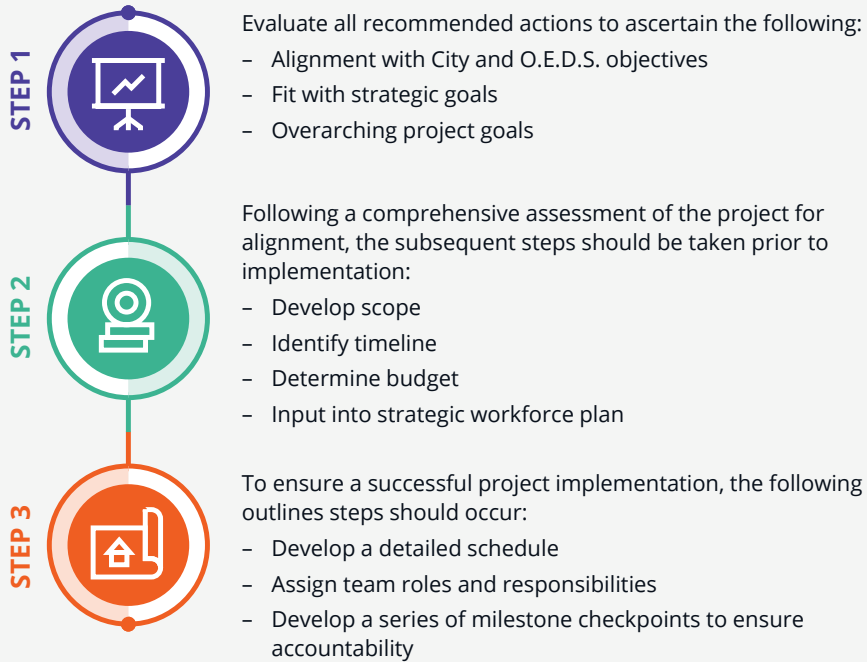 STEP 1
Evaluate all recommended actions to ascertain the following:
– Alignment with City and O.E.D.S. objectives
– Fit with strategic goals
– Overarching project goals
STEP 2
Following a comprehensive assessment of the project for
alignment, the subsequent steps should be taken prior to
implementation:
– Develop scope
– Identify timeline
– Determine budget
– Input into strategic workforce plan
STEP 3
To ensure a successful project implementation, the following
outlines steps should occur:
– Develop a detailed schedule
– Assign team roles and responsibilities
– Develop a series of milestone checkpoints to ensure
accountability